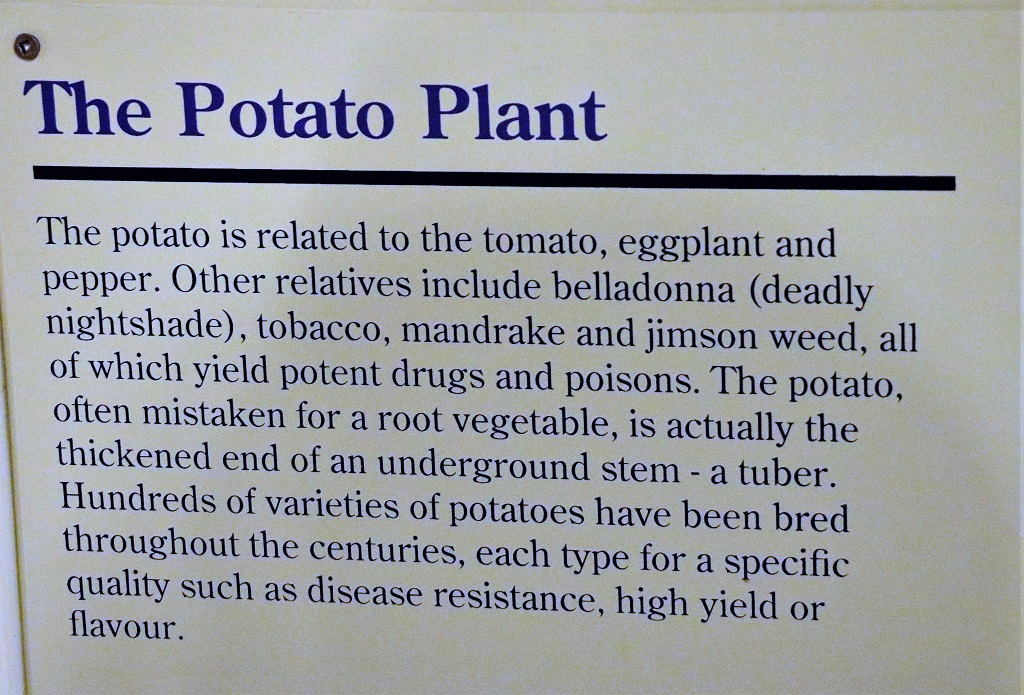 The Potato Plant
The potato is related to the tomato, eggplant and
pepper. Other relatives include belladonna (deadly
nightshade), tobacco, mandrake and jimson weed, all
of which yield potent drugs and poisons. The potato,
often mistaken for a root vegetable, is actually the
thickened end of an underground stem - a tuber.
Hundreds of varieties of potatoes have been bred
throughout the centuries, each type for a specific
quality such as disease resistance, high yield or
flavour.